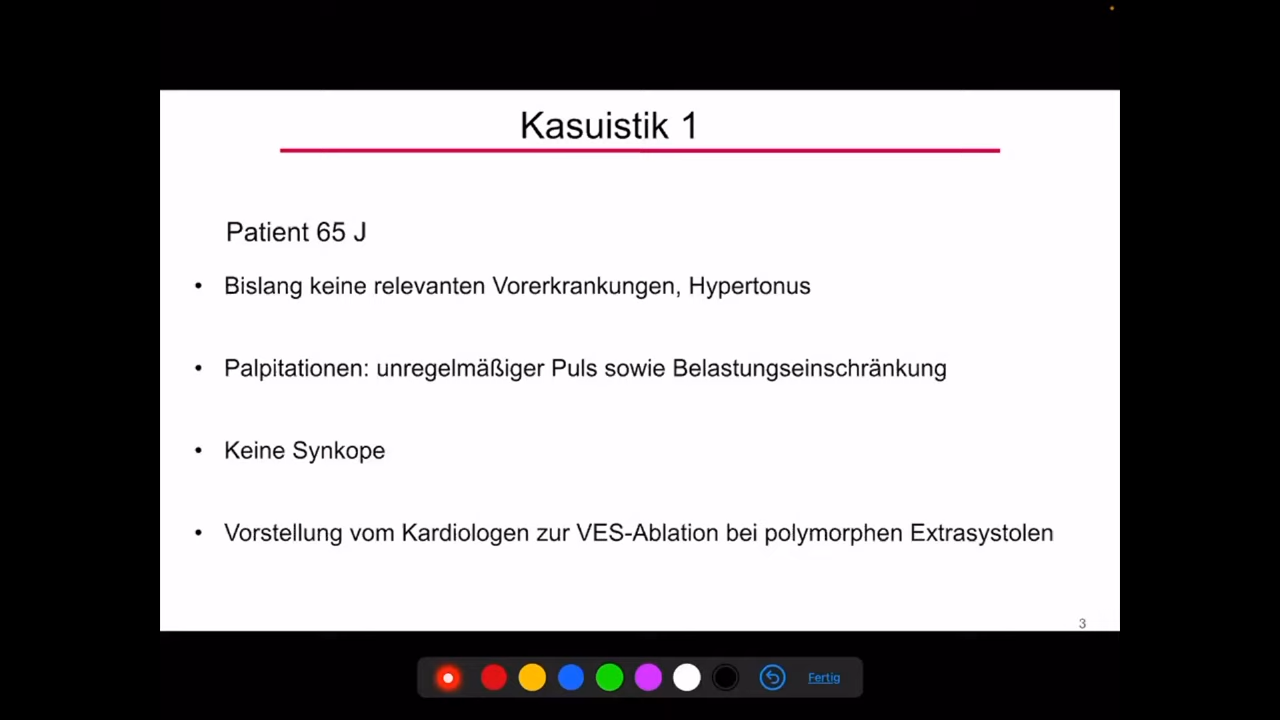 Kasuistik 1
Patient 65 J
• Bislang keine relevanten Vorerkrankungen, Hypertonus
• Palpitationen: unregelmäßiger Puls sowie Belastungseinschränkung
• Keine Synkope
• Vorstellung vom Kardiologen zur VES-Ablation bei polymorphen Extrasystolen
3
Fertig